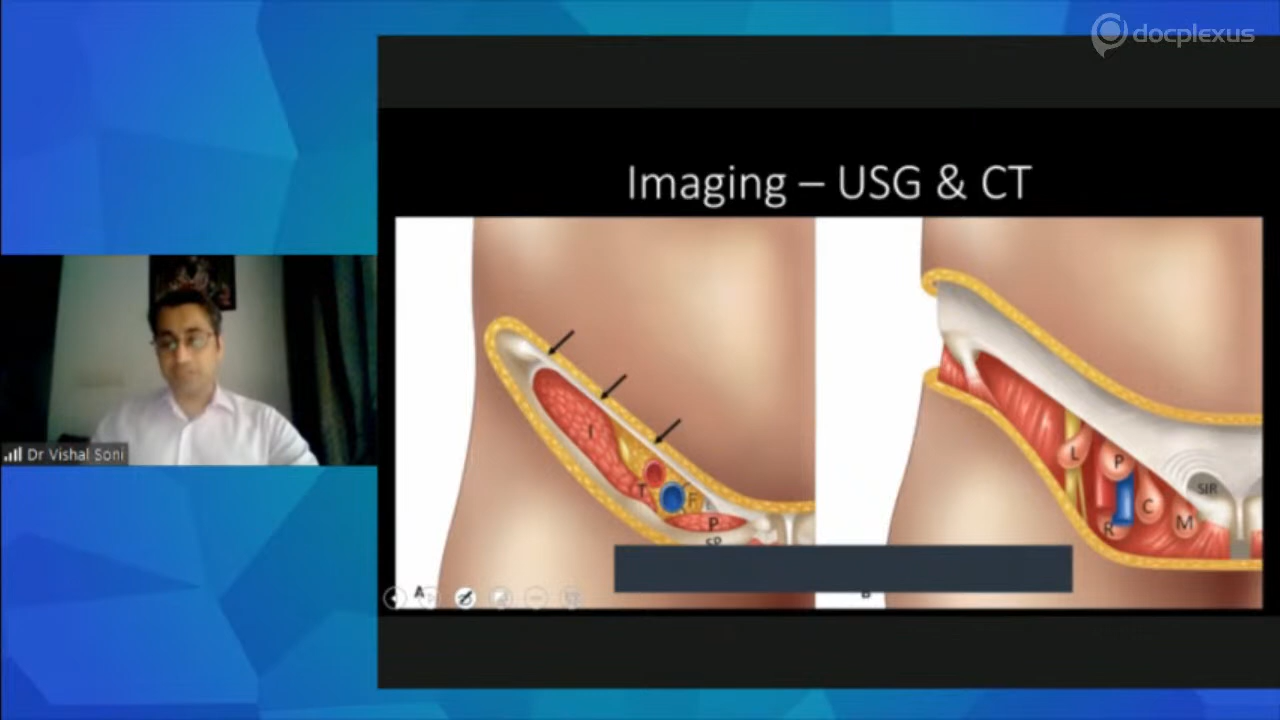 docplexus
Imaging – USG & CT
Dr Vishal Soni
I
T
F
L
P
SP
A
L
P
R
C
M
SIR
B